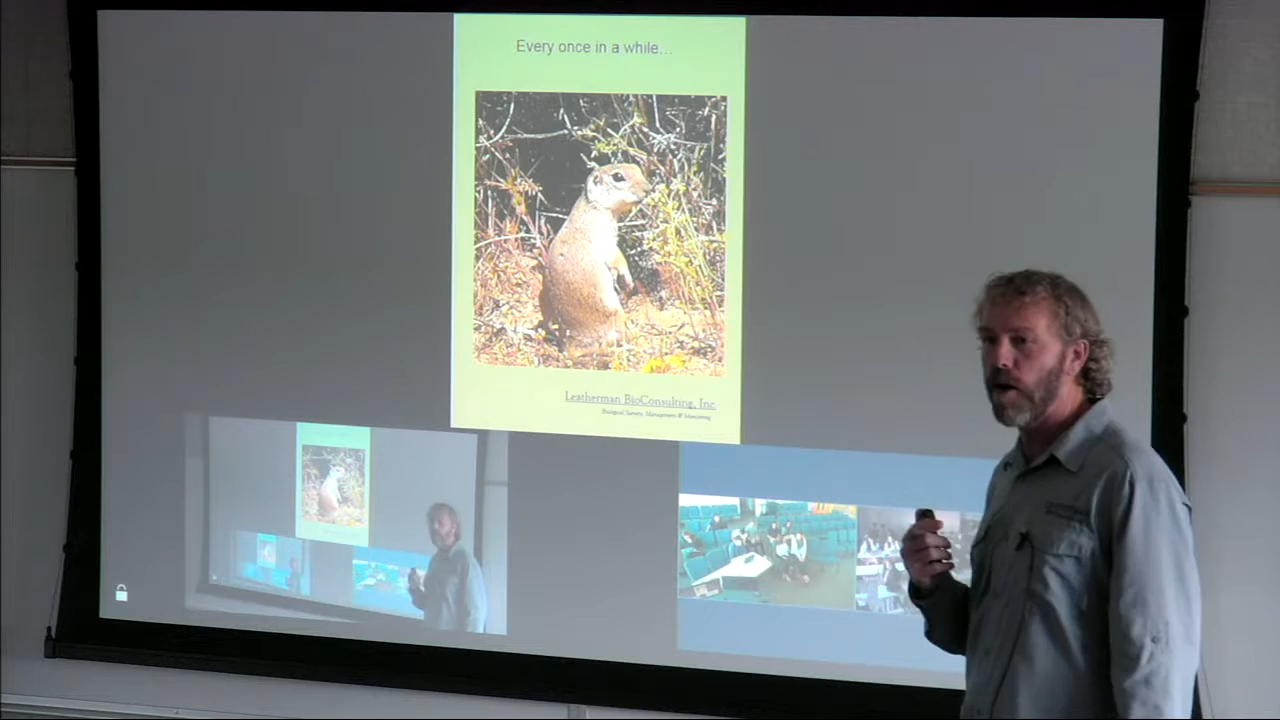 Every once in a while…
Leatherman BioConsulting, Inc.
Biological Surveys, Management & Monitoring